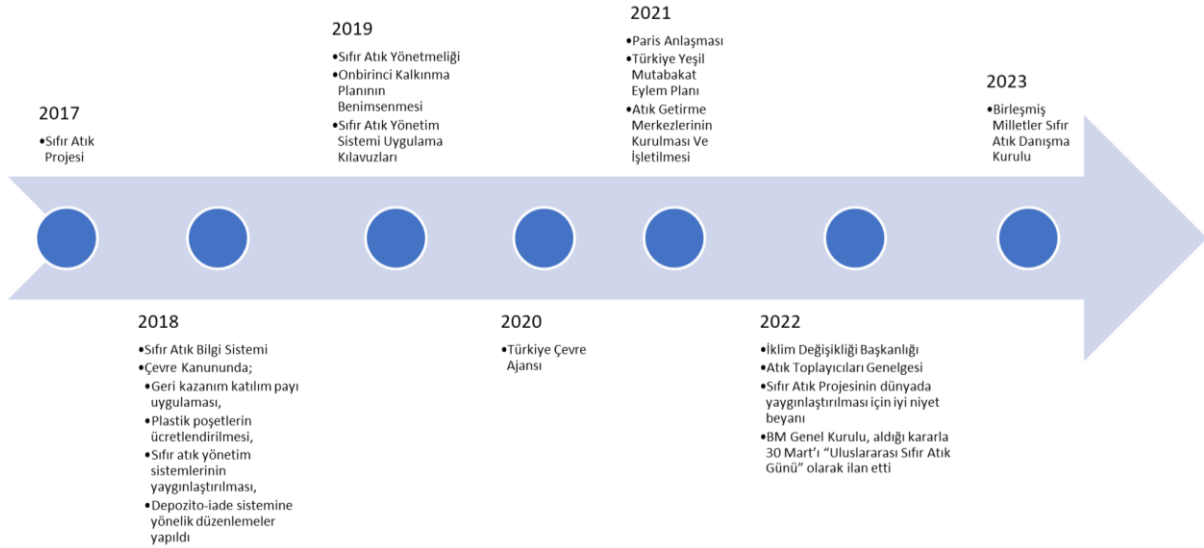 2017
•Sıfır Atık
Projesi
2018
•Sıfır Atık Bilgi Sistemi
•Çevre Kanununda;
•Geri kazanım katılım payı
uygulaması,
•Plastik poşetlerin
ücretlendirilmesi,
•Sıfır atık yönetim
sistemlerinin
yaygınlaştırılması,
•Depozito-iade sistemine
yönelik düzenlemeler
yapıldı
2019
•Sıfır Atık Yönetmeliği
•Onbirinci Kalkınma
Planının
Benimsenmesi
•Sıfır Atık Yönetim
Sistemi Uygulama
Kılavuzları
2020
•Türkiye Çevre
Ajansı
2021
•Paris Anlaşması
•Türkiye Yeşil
Mutabakat
Eylem Planı
•Atık Getirme
Merkezlerinin
Kurulması Ve
İşletilmesi
2022
•İklim Değişikliği Başkanlığı
•Atık Toplayıcıları Genelgesi
•Sıfır Atık Projesinin dünyada
yaygınlaştırılması için iyi niyet
beyanı
•BM Genel Kurulu, aldığı kararla
30 Mart’ı “Uluslararası Sıfır Atık
Günü” olarak ilan etti
2023
•Birleşmiş
Milletler Sıfır
Atık Danışma
Kurulu